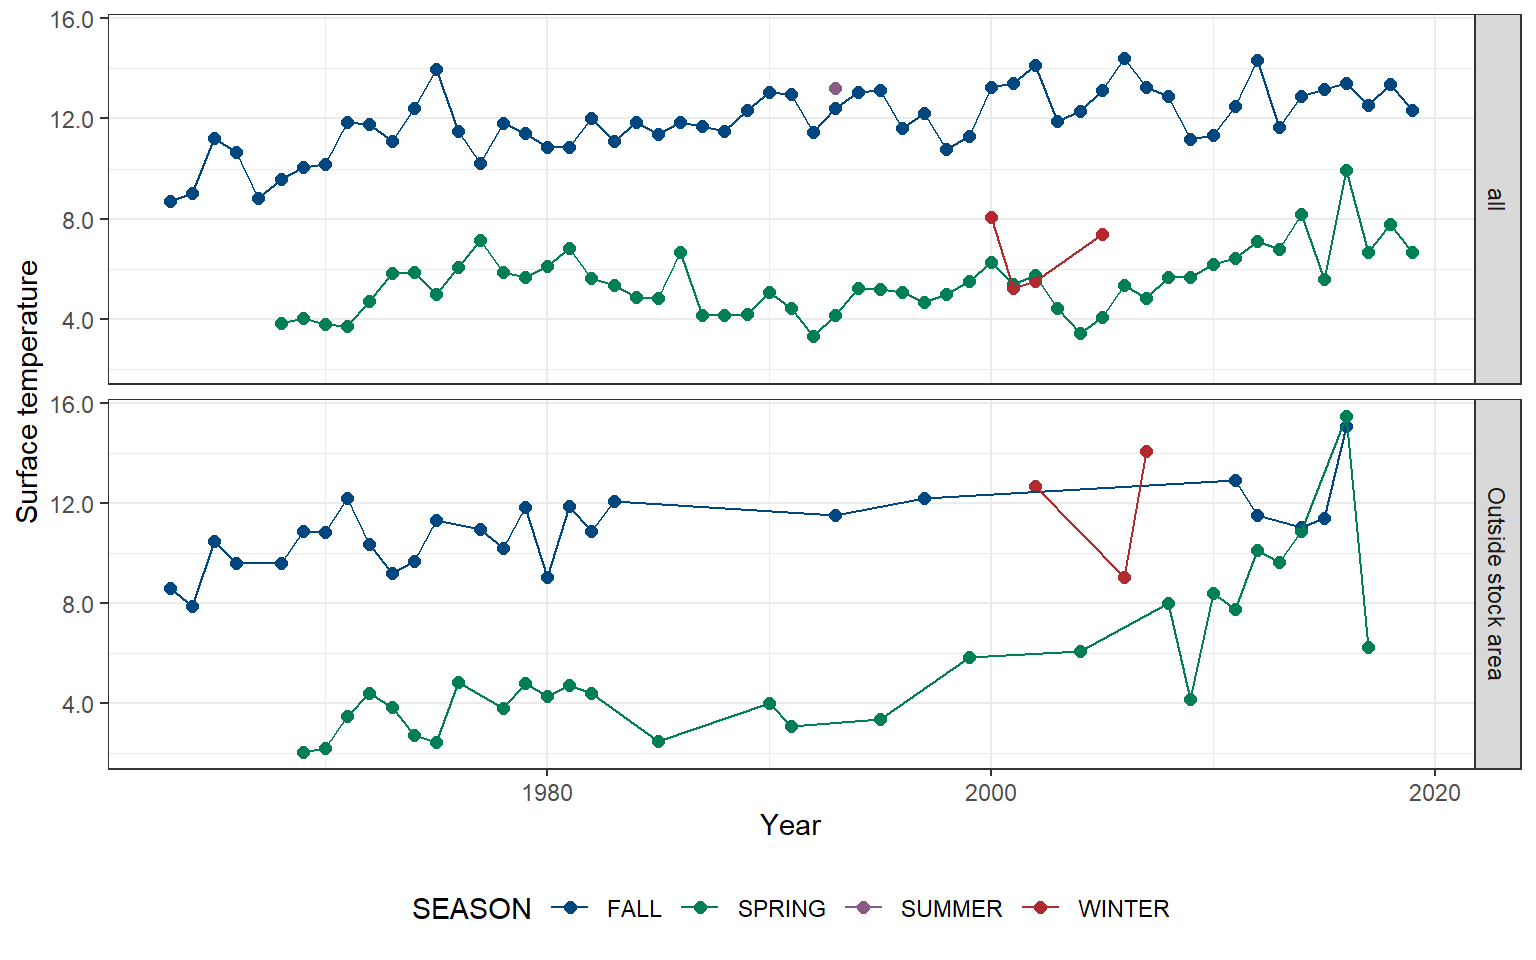 16.0
12.0
8.0
4.0
all
16.0
12.0
8.0
4.0
Outside stock area
Surface temperature
1980
2000
2020
Year
SEASON FALL SPRING SUMMER WINTER